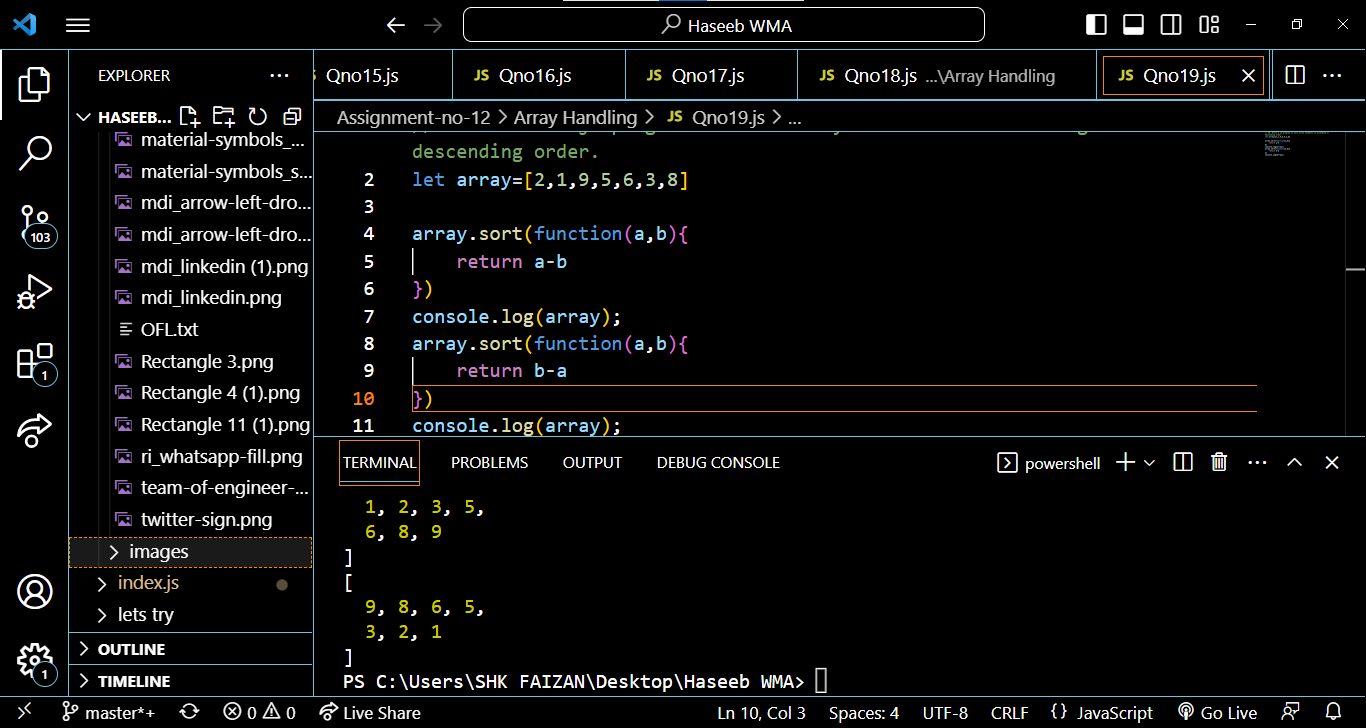 Haseeb WMA
EXPLORER
Qno15.js
JS Qno16.js
JS Qno17.js
JS Qno18.js ...\Array Handling
JS Qno19.js
HASEEB...
Assignment-no-12 > Array Handling > JS Qno19.js > ...
material-symbols_...
material-symbols_s...
mdi_arrow-left-dro...
mdi_arrow-left-dro...
mdi_linkedin (1).png
mdi_linkedin.png
OFL.txt
Rectangle 3.png
Rectangle 4 (1).png
Rectangle 11 (1).png
ri_whatsapp-fill.png
team-of-engineer-...
twitter-sign.png
images
index.js
lets try
OUTLINE
TIMELINE
103
1
1
descending order.
2 let array=[2,1,9,5,6,3,8]
3
4 array.sort(function(a,b){
5 return a-b
6 })
7 console.log(array);
8 array.sort(function(a,b){
9 return b-a
10 })
11 console.log(array);
TERMINAL PROBLEMS OUTPUT DEBUG CONSOLE
powershell
1, 2, 3, 5,
6, 8, 9
]
[
9, 8, 6, 5,
3, 2, 1
]
PS C:\Users\SHK FAIZAN\Desktop\Haseeb WMA>
master*+ 0 0 Live Share Ln 10, Col 3 Spaces: 4 UTF-8 CRLF {} JavaScript Go Live